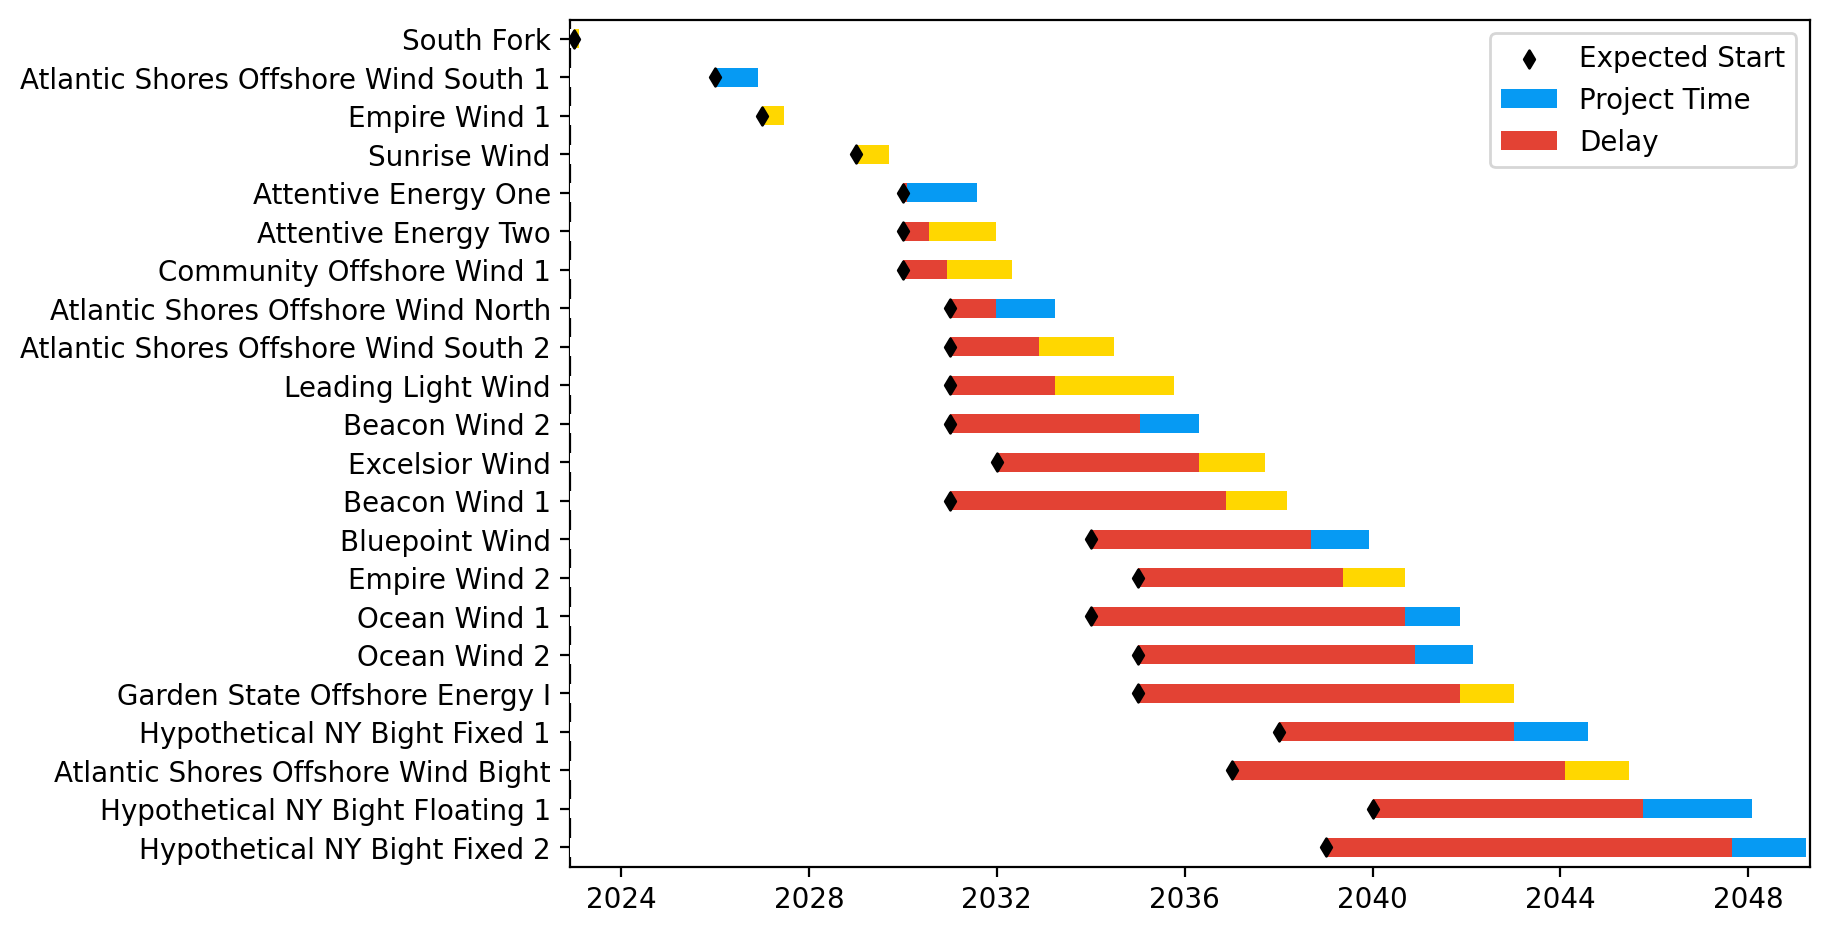 South Fork
Atlantic Shores Offshore Wind South 1
Empire Wind 1
Sunrise Wind
Attentive Energy One
Attentive Energy Two
Community Offshore Wind 1
Atlantic Shores Offshore Wind North
Atlantic Shores Offshore Wind South 2
Leading Light Wind
Beacon Wind 2
Excelsior Wind
Beacon Wind 1
Bluepoint Wind
Empire Wind 2
Ocean Wind 1
Ocean Wind 2
Garden State Offshore Energy I
Hypothetical NY Bight Fixed 1
Atlantic Shores Offshore Wind Bight
Hypothetical NY Bight Floating 1
Hypothetical NY Bight Fixed 2
Expected Start
Project Time
Delay
2024 2028 2032 2036 2040 2044 2048